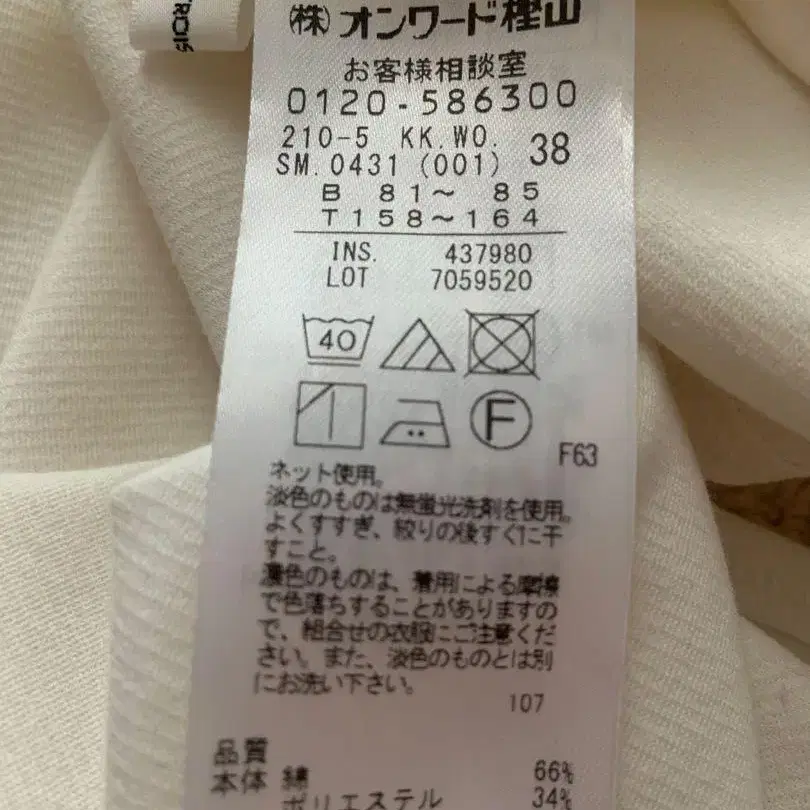 ㈱オンワード樫山
お客様相談室
0120-586300
210-5 KK.WO. 38
SM.0431 (001)
B 81～ 85
T 158～164
INS. 437980
LOT 7059520
40
F
F63
ネット使用。
淡色のものは無蛍光洗剤を使用。
よくすすぎ、絞りの後すぐに干
すこと。
濃色のものは、着用による摩擦
で色落ちすることがありますの
で、組合せの衣服にご注意くだ
さい。また、淡色のものとは別
にお洗い下さい。
107
品質
本体 綿 66%
ポリエステル 34%